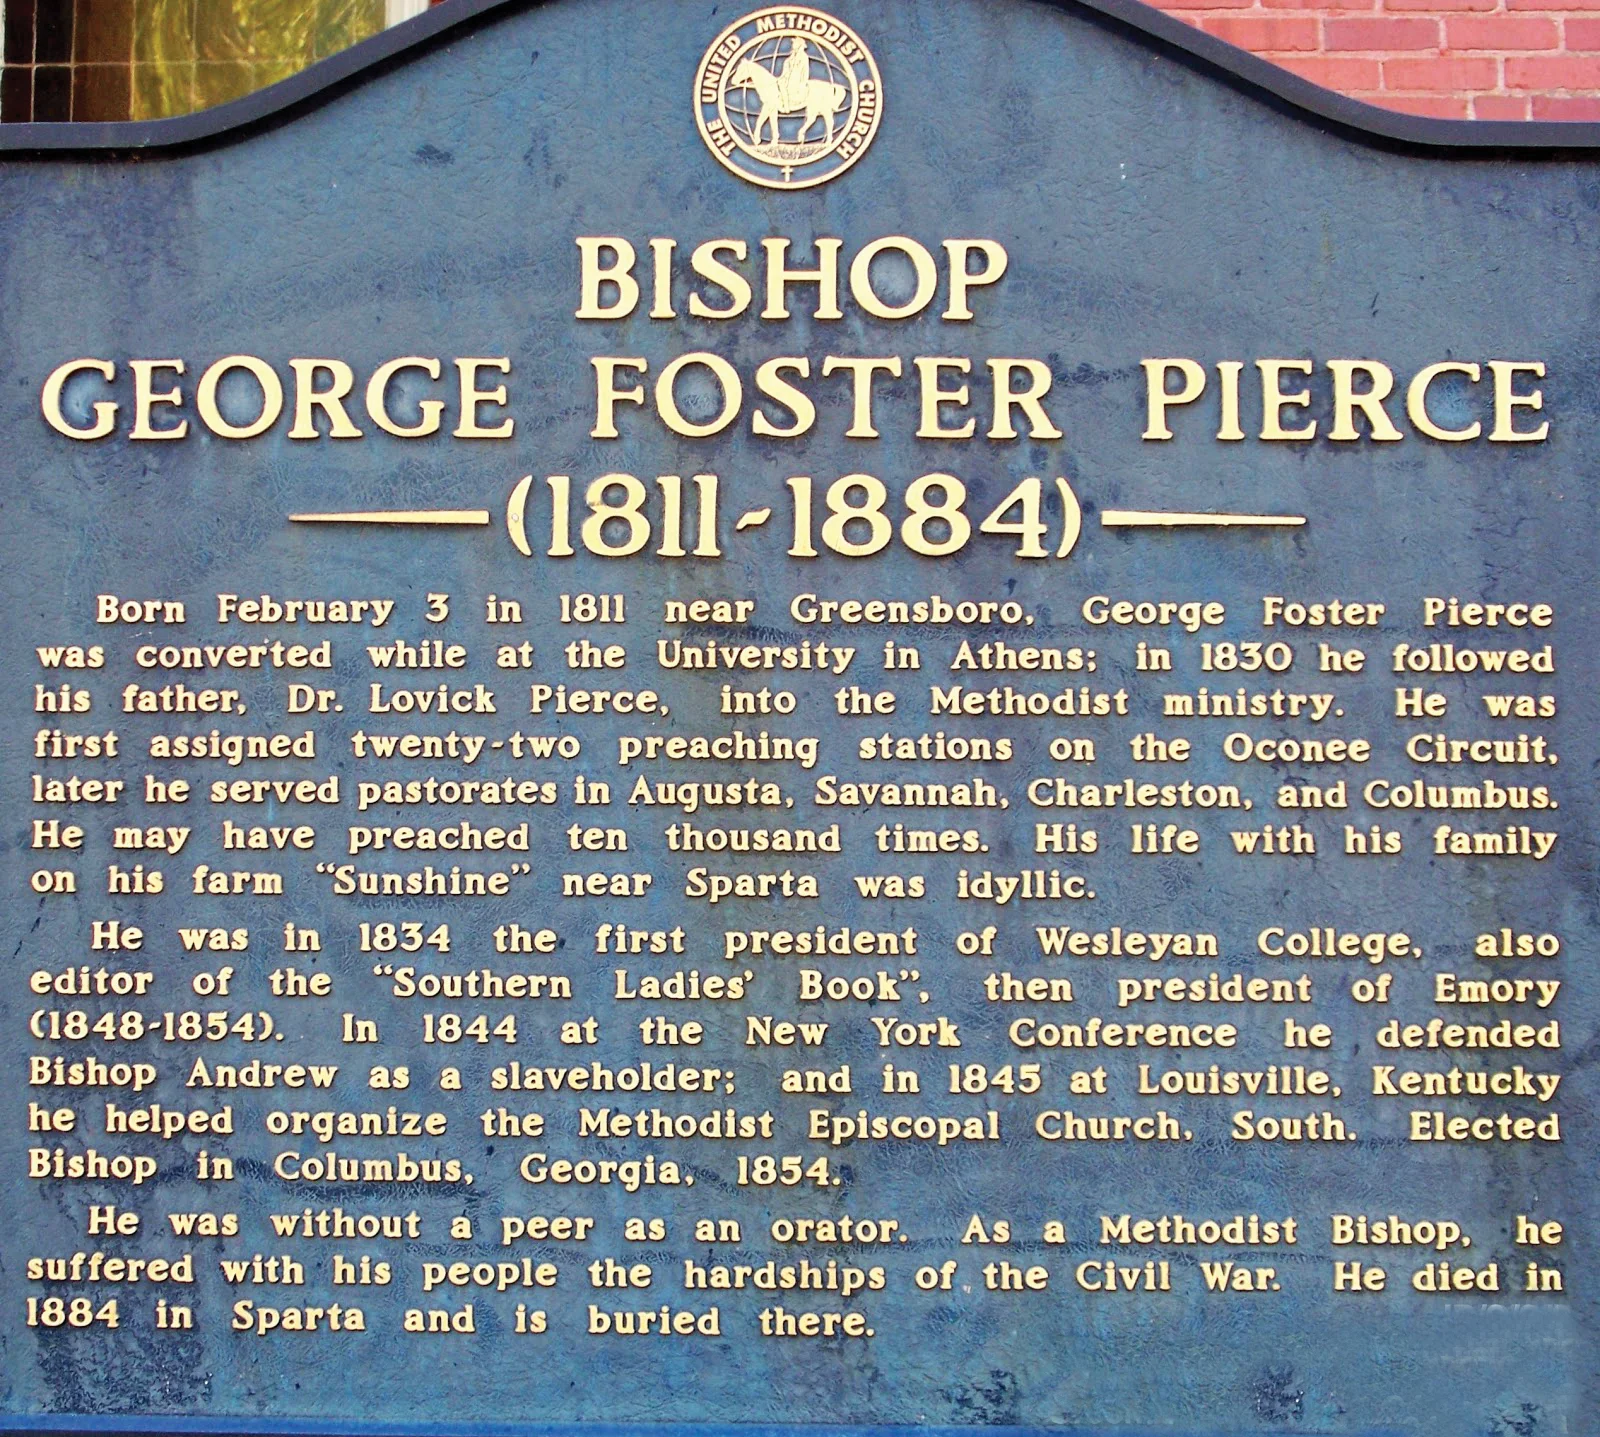 THE UNITED METHODIST CHURCH
BISHOP
GEORGE FOSTER PIERCE
(1811-1884)
Born February 3 in 1811 near Greensboro, George Foster Pierce
was converted while at the University in Athens; in 1830 he followed
his father, Dr. Lovick Pierce, into the Methodist ministry. He was
first assigned twenty-two preaching stations on the Oconee Circuit,
later he served pastorates in Augusta, Savannah, Charleston, and Columbus.
He may have preached ten thousand times. His life with his family
on his farm “Sunshine” near Sparta was idyllic.
He was in 1834 the first president of Wesleyan College, also
editor of the “Southern Ladies’ Book”, then president of Emory
(1848-1854). In 1844 at the New York Conference he defended
Bishop Andrew as a slaveholder; and in 1845 at Louisville, Kentucky
he helped organize the Methodist Episcopal Church, South. Elected
Bishop in Columbus, Georgia, 1854.
He was without a peer as an orator. As a Methodist Bishop, he
suffered with his people the hardships of the Civil War. He died in
1884 in Sparta and is buried there.